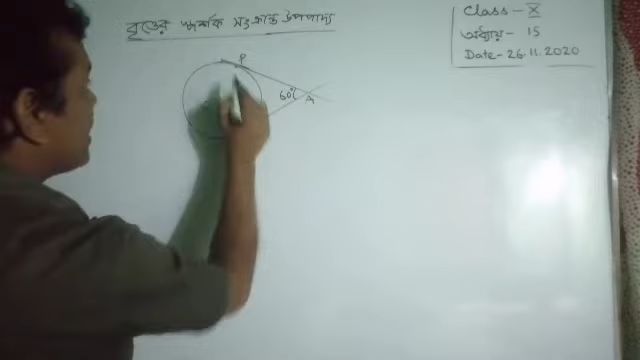 বৃত্তের স্পর্শক সংক্রান্ত উপপাদ্য
Class - X
অধ্যায় - 15
Date - 26.11.2020
P
60°
A